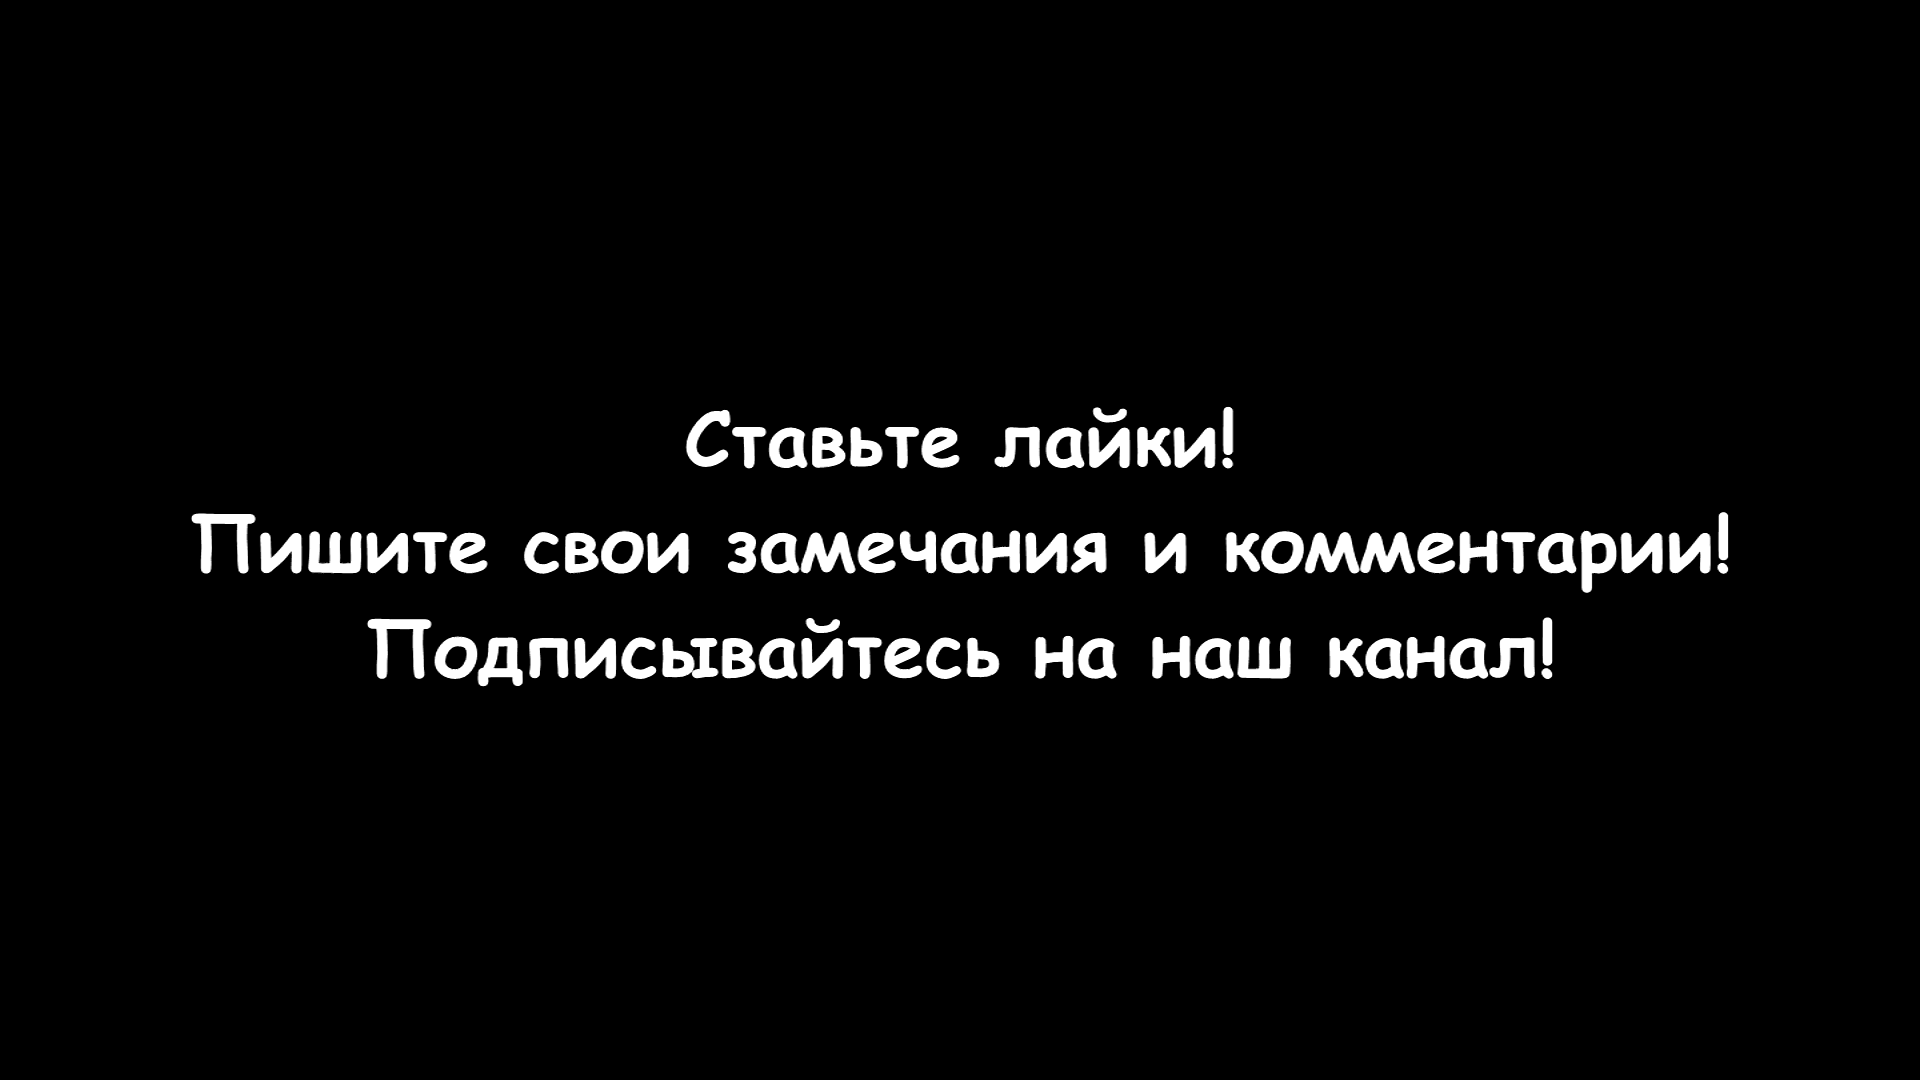 Ставьте лайки!
Пишите свои замечания и комментарии!
Подписывайтесь на наш канал!